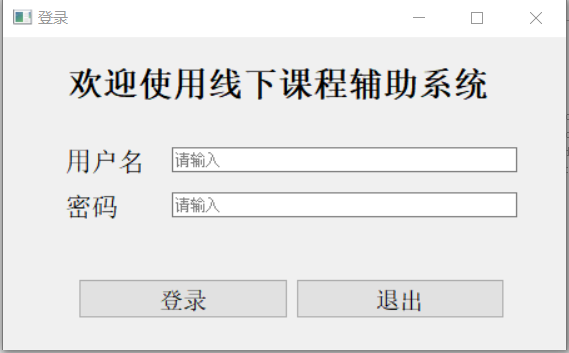 登录
欢迎使用线下课程辅助系统
用户名 请输入
密码 请输入
登录 退出